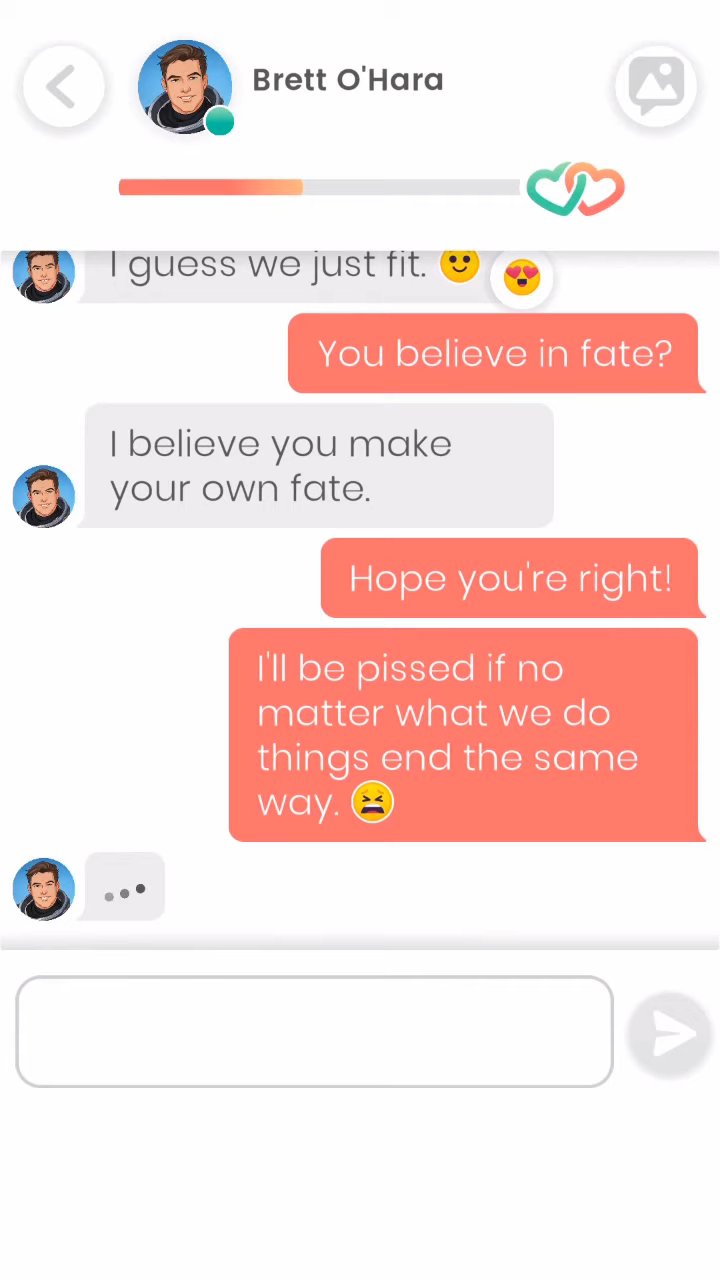 Brett O'Hara
I guess we just fit. 🙂
😍
You believe in fate?
I believe you make
your own fate.
Hope you're right!
I'll be pissed if no
matter what we do
things end the same
way. 😫